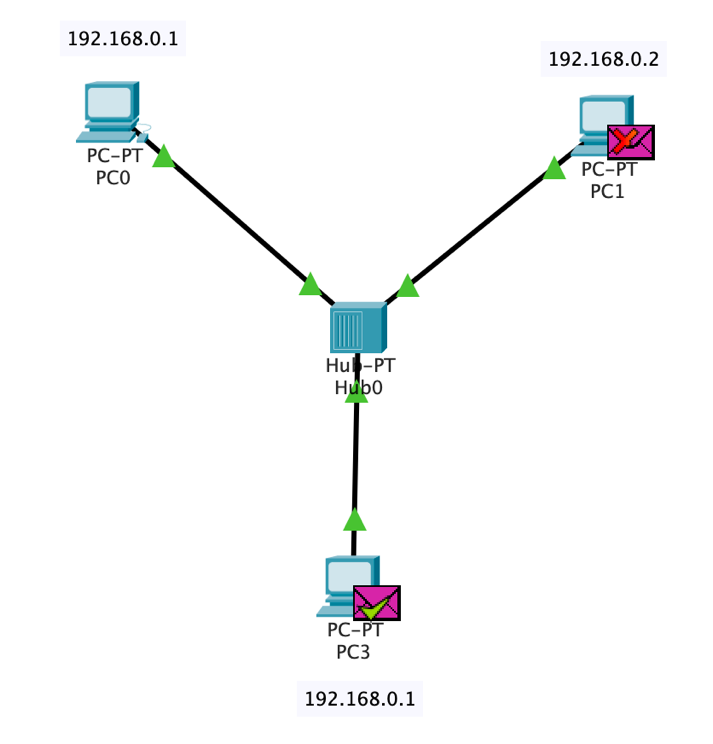 192.168.0.1
192.168.0.2
PC-PT
PC0
PC-PT
PC1
Hub-PT
Hub0
PC-PT
PC3
192.168.0.1